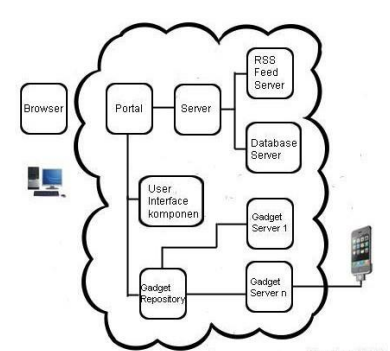 RSS
Feed
Server
Browser
Portal
Server
Database
Server
User
Interface
komponen
Gadget
Server 1
Gadget
Repository
Gadget
Server n